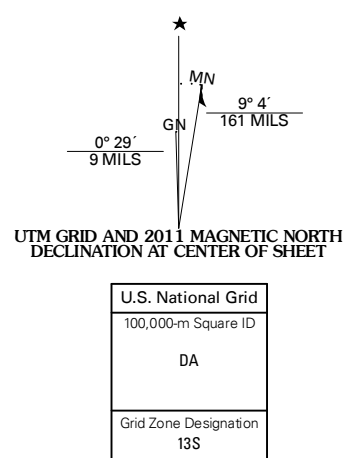 MN
9° 4´
161 MILS
GN
0° 29´
9 MILS
UTM GRID AND 2011 MAGNETIC NORTH
DECLINATION AT CENTER OF SHEET
U.S. National Grid
100,000-m Square ID
DA
Grid Zone Designation
13S